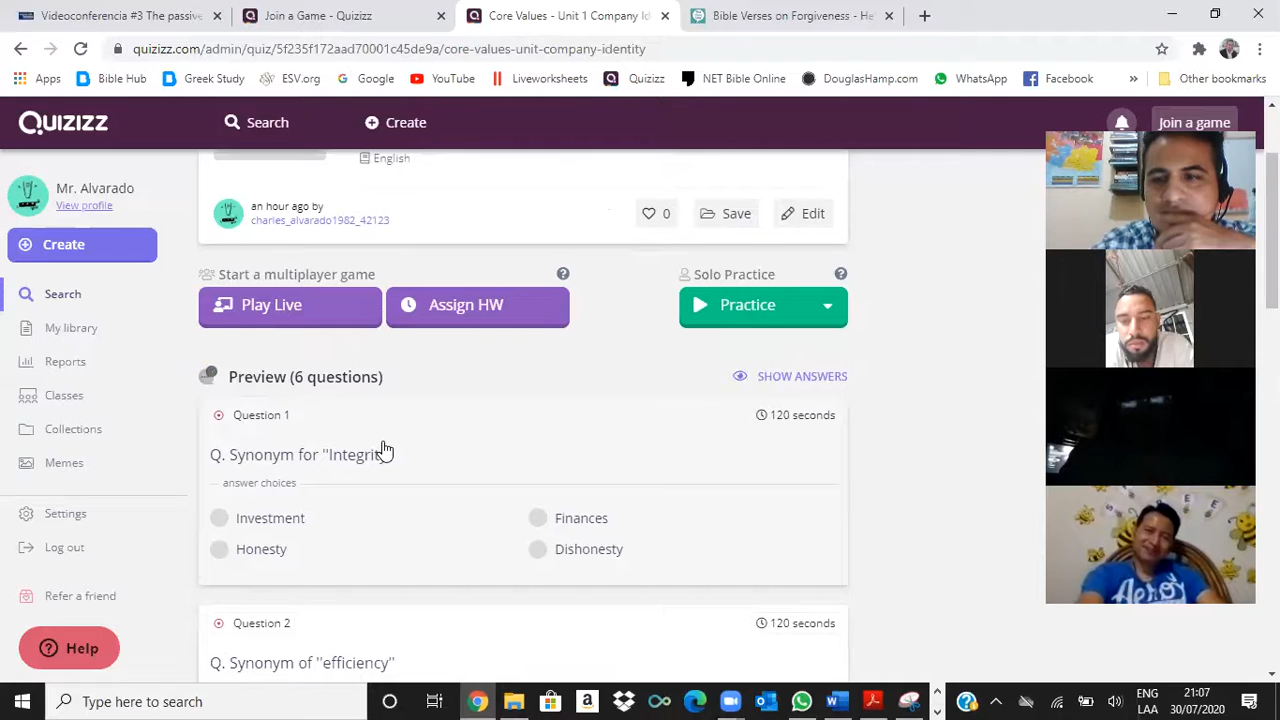 Videoconferencia #3 The passive
Join a Game - Quizizz
Core Values - Unit 1 Company Id
Bible Verses on Forgiveness - He
quizizz.com/admin/quiz/5f235f172aad70001c45de9a/core-values-unit-company-identity
Apps
Bible Hub
Greek Study
ESV.org
Google
YouTube
Liveworksheets
Quizizz
NET Bible Online
DouglasHamp.com
WhatsApp
Facebook
»
Other bookmarks
QUIZIZZ
Search
Create
Join a game
English
Mr. Alvarado
View profile
an hour ago by
charles_alvarado1982_42123
0
Save
Edit
Create
Start a multiplayer game
Solo Practice
Play Live
Assign HW
Practice
Search
My library
Reports
Classes
Collections
Memes
Settings
Log out
Refer a friend
Help
Preview (6 questions)
SHOW ANSWERS
Question 1
120 seconds
Q. Synonym for "Integrity
answer choices
Investment
Finances
Honesty
Dishonesty
Question 2
120 seconds
Q. Synonym of "efficiency"
Type here to search
ENG
LAA
21:07
30/07/2020